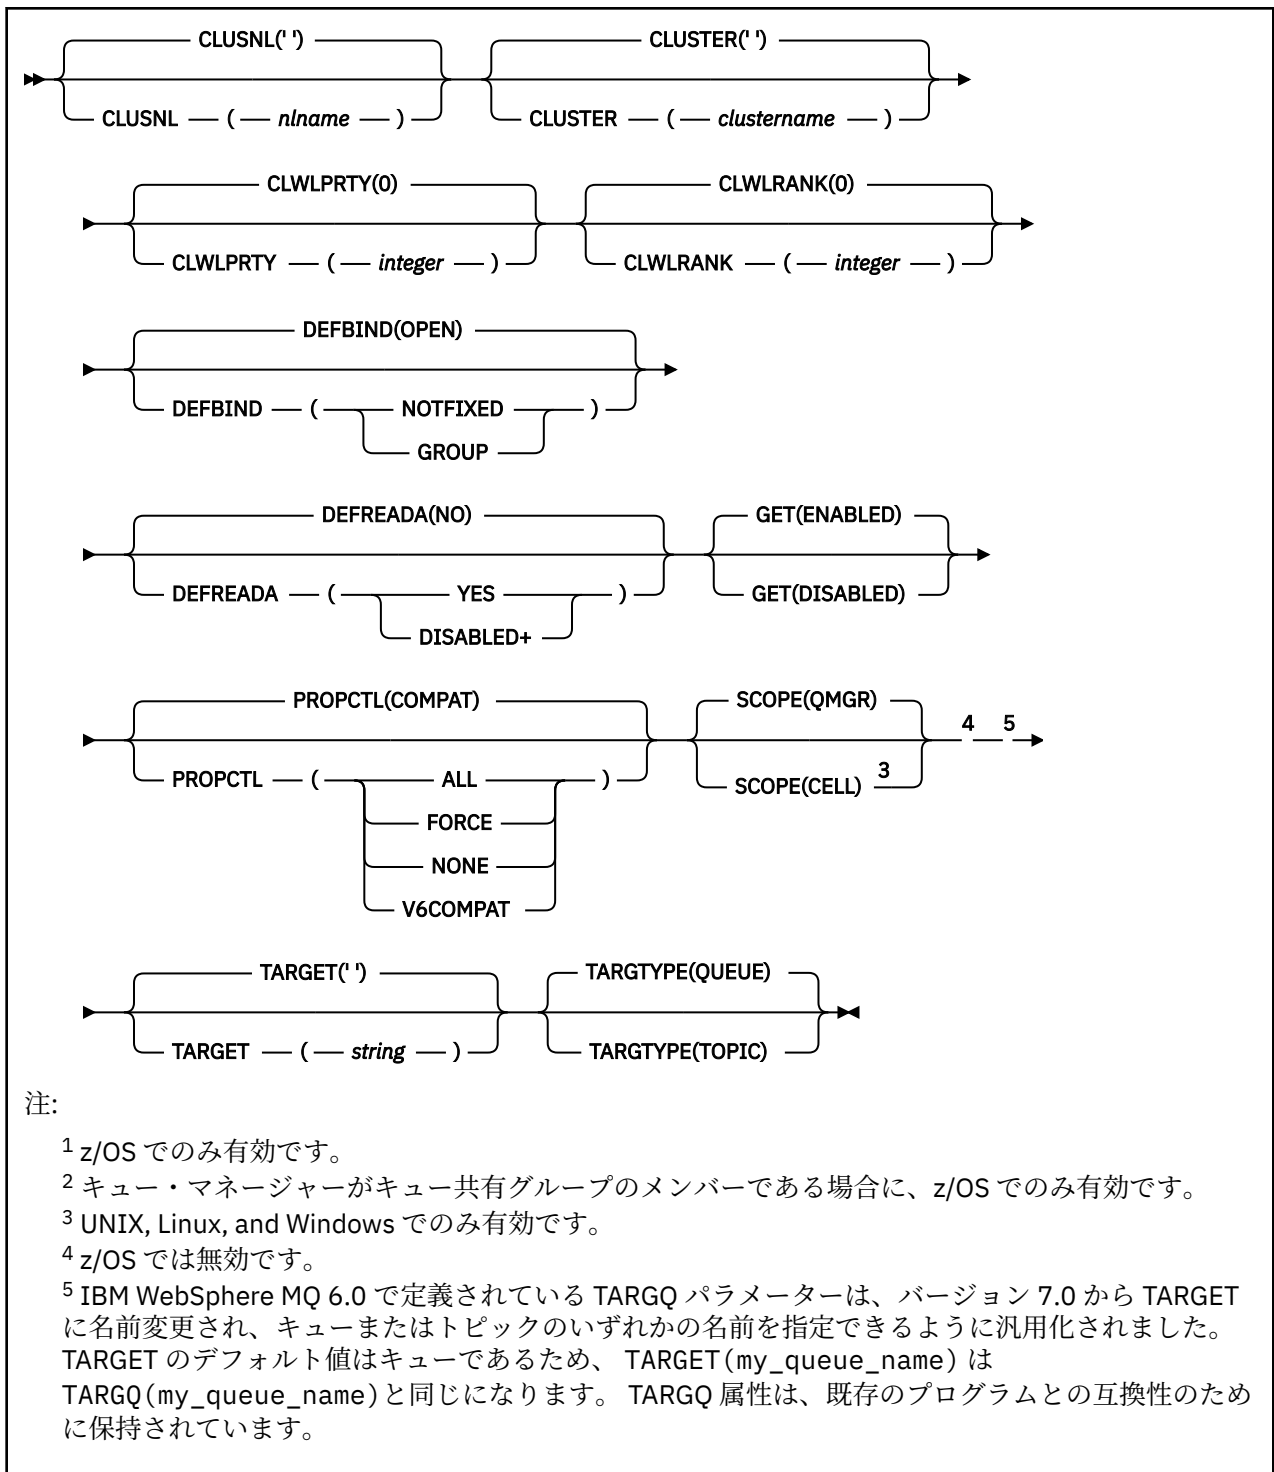 CLUSNL(' ') CLUSTER(' ')
CLUSNL ( nlname ) CLUSTER ( clustername )
CLWLPRTY(0) CLWLRANK(0)
CLWLPRTY ( integer ) CLWLRANK ( integer )
DEFBIND(OPEN)
DEFBIND ( NOTFIXED )
GROUP
DEFREADA(NO) GET(ENABLED)
DEFREADA ( YES ) GET(DISABLED)
DISABLED+
PROPCTL(COMPAT) SCOPE(QMGR)
4 5
PROPCTL ( ALL ) SCOPE(CELL) 3
FORCE
NONE
V6COMPAT
TARGET(' ') TARGTYPE(QUEUE)
TARGET ( string ) TARGTYPE(TOPIC)
注:
1 z/OS でのみ有効です。
2 キュー・マネージャーがキュー共有グループのメンバーである場合に、z/OS でのみ有効です。
3 UNIX, Linux, and Windows でのみ有効です。
4 z/OS では無効です。
5 IBM WebSphere MQ 6.0 で定義されている TARGQ パラメーターは、バージョン 7.0 から TARGET
に名前変更され、キューまたはトピックのいずれかの名前を指定できるように汎用化されました。
TARGET のデフォルト値はキューであるため、 TARGET(my_queue_name) は
TARGQ(my_queue_name)と同じになります。 TARGQ 属性は、既存のプログラムとの互換性のため
に保持されています。